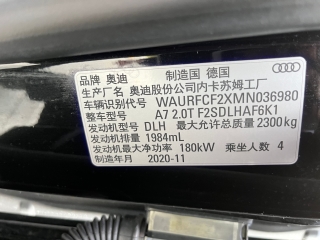 品牌 奥迪 制造国 德国
生产厂名 奥迪股份公司内卡苏姆工厂
车辆识别代号 WAURFCF2XMN036980
整车型号 A7 2.0T F2SDLHAF6K1
发动机型号 DLH 最大允许总质量 2300kg
发动机排量 1984mL
发动机最大净功率 180kW 乘坐人数 4
制造年月 2020-11